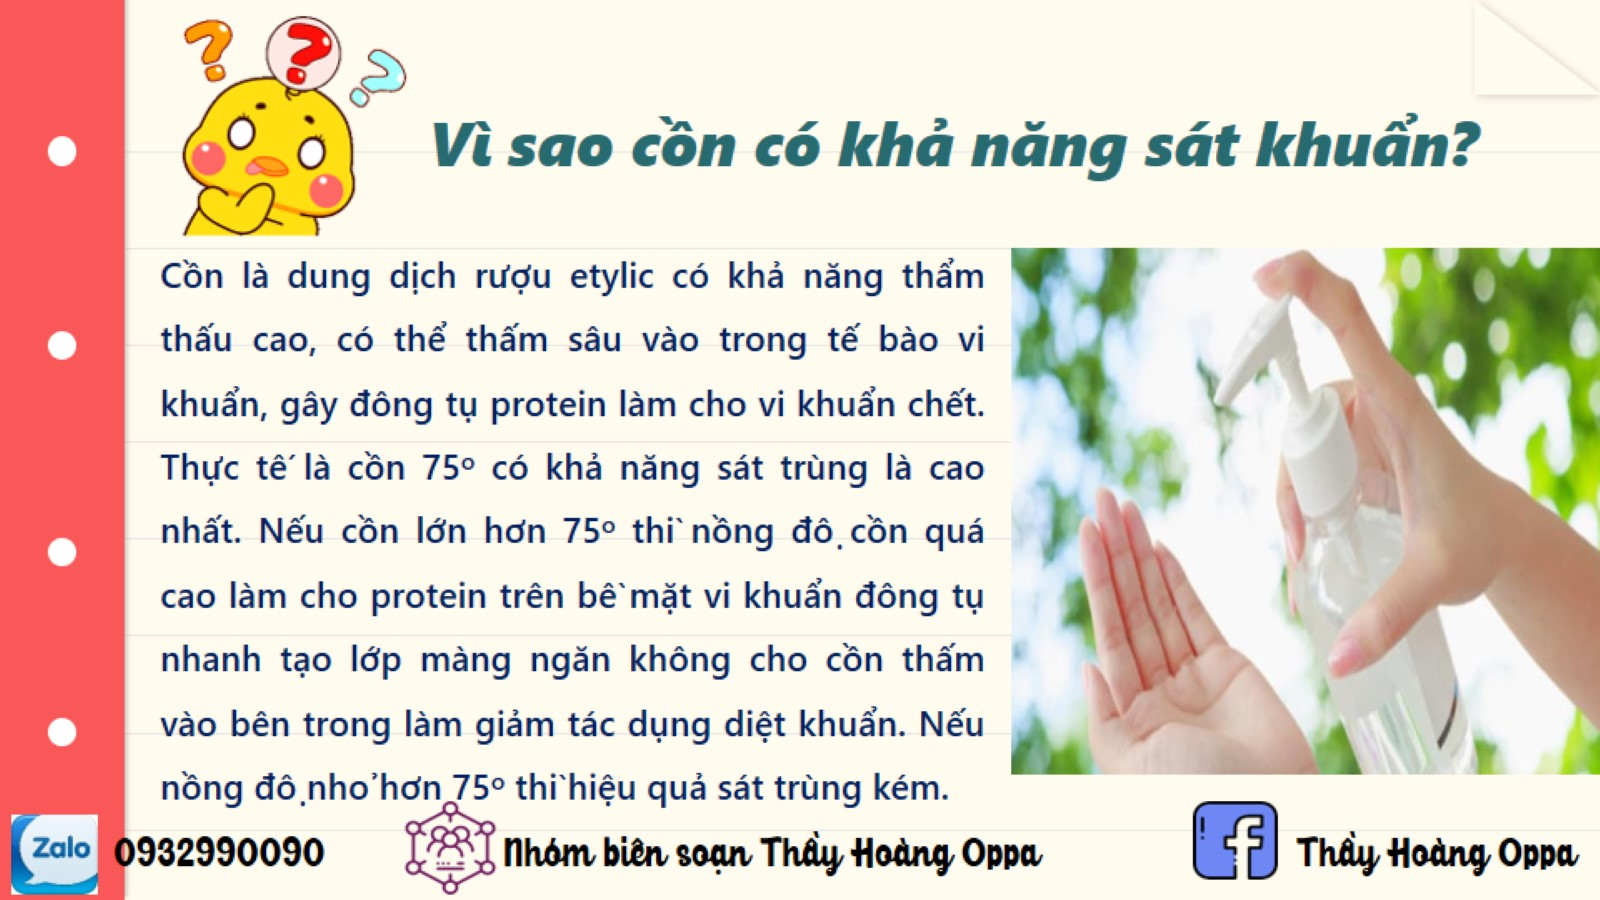 Vì sao cồn có khả năng sát khuẩn?
Cồn là dung dịch rượu etylic có khả năng thẩm
thấu cao, có thể thấm sâu vào trong tế bào vi
khuẩn, gây đông tụ protein làm cho vi khuẩn chết.
Thực tế là cồn 75º có khả năng sát trùng là cao
nhất. Nếu cồn lớn hơn 75º thì nồng độ cồn quá
cao làm cho protein trên bề mặt vi khuẩn đông tụ
nhanh tạo lớp màng ngăn không cho cồn thấm
vào bên trong làm giảm tác dụng diệt khuẩn. Nếu
nồng độ nhỏ hơn 75º thì hiệu quả sát trùng kém.
Zalo 0932990090 Nhóm biên soạn Thầy Hoàng Oppa Thầy Hoàng Oppa